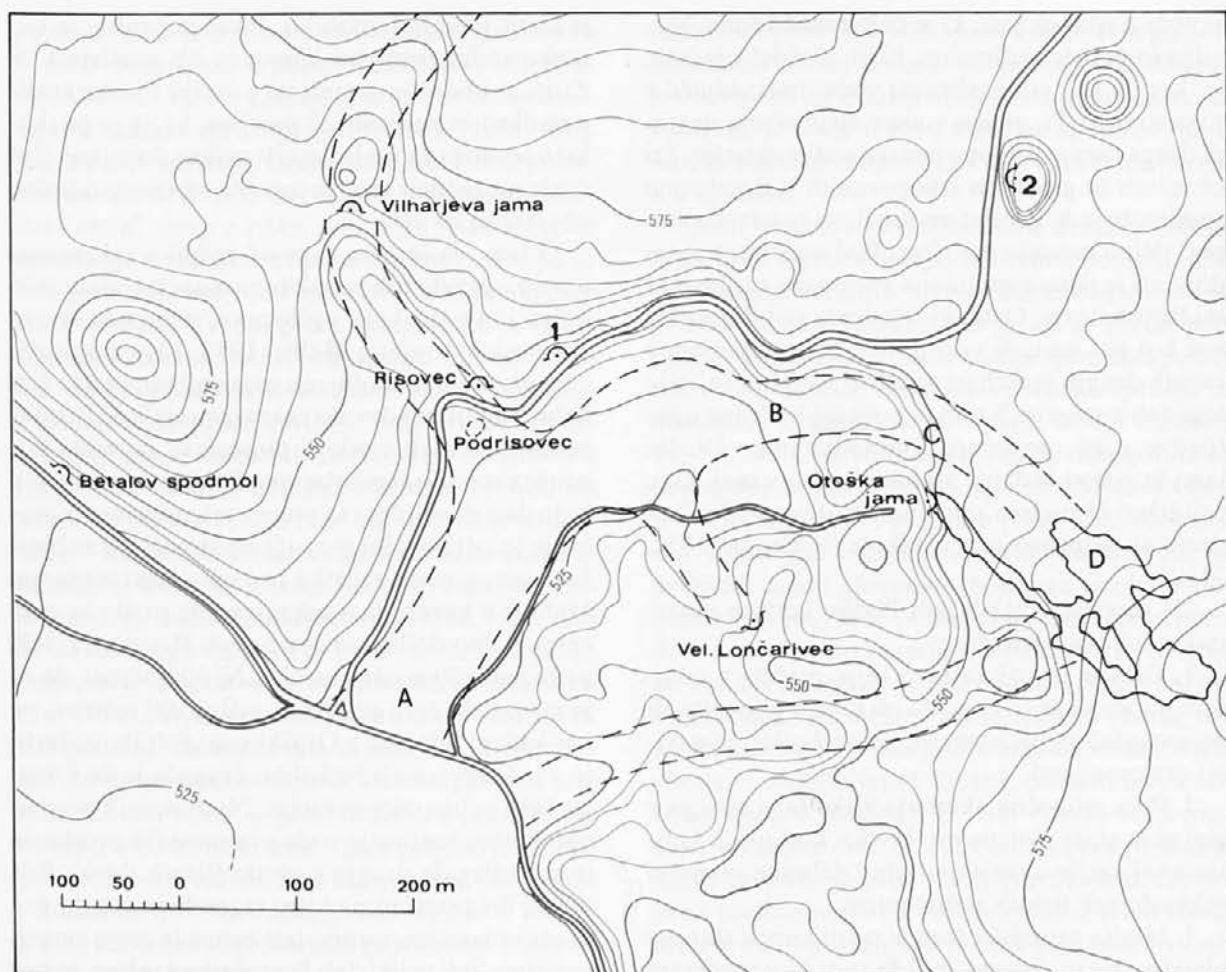 575
2
Vilharjeva jama
1
Risovec
575
B
C
Podrisovec
550
Otoška
jama
Betalov spodmol
D
525
Vel. Lončarivec
550
550
A
525
575
100 50 0 100 200 m